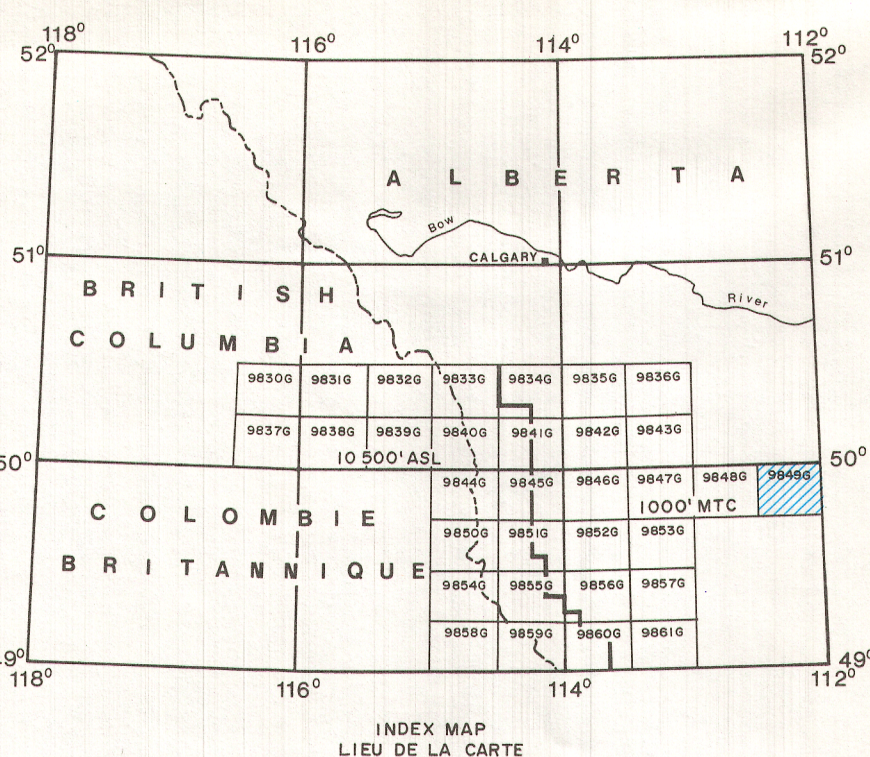 118° 116° 114° 112°
52° 52°
A L B E R T A
Bow
51° CALGARY 51°
River
B R I T I S H
C O L U M B I A
9830G 9831G 9832G 9833G 9834G 9835G 9836G
9837G 9838G 9839G 9840G 9841G 9842G 9843G
10 500' ASL
50° 50°
9844G 9845G 9846G 9847G 9848G 9849G
1000' MTC
C O L O M B I E
9850G 9851G 9852G 9853G
B R I T A N N I Q U E
9854G 9855G 9856G 9857G
9858G 9859G 9860G 9861G
49° 49°
118° 116° 114° 112°
INDEX MAP
LIEU DE LA CARTE